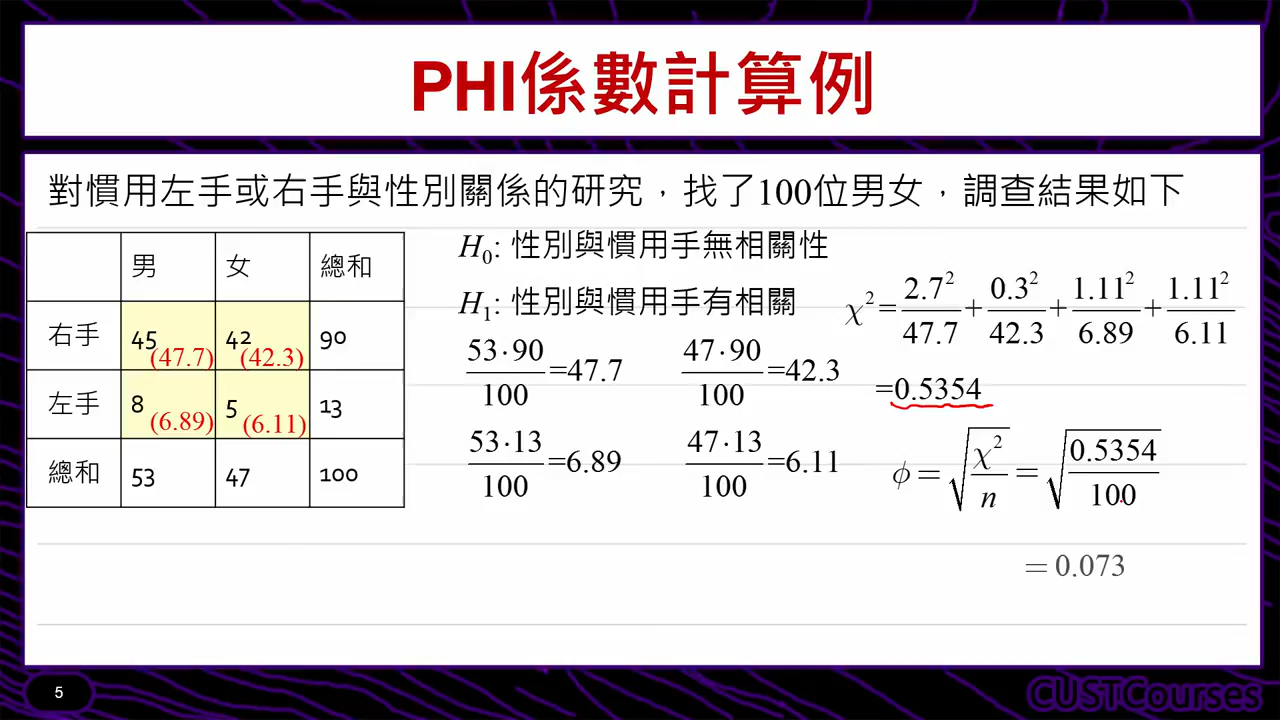 PHI係數計算例
對慣用左手或右手與性別關係的研究，找了100位男女，調查結果如下
男 女 總和
右手 45 (47.7) 42 (42.3) 90
左手 8 (6.89) 5 (6.11) 13
總和 53 47 100
H₀: 性別與慣用手無相關性
H₁: 性別與慣用手有相關
53·90/100=47.7 47·90/100=42.3
53·13/100=6.89 47·13/100=6.11
χ²=2.7²/47.7+0.3²/42.3+1.11²/6.89+1.11²/6.11
=0.5354
ϕ=√(χ²/n)=√(0.5354/100)
=0.073
5
CUSTCourses